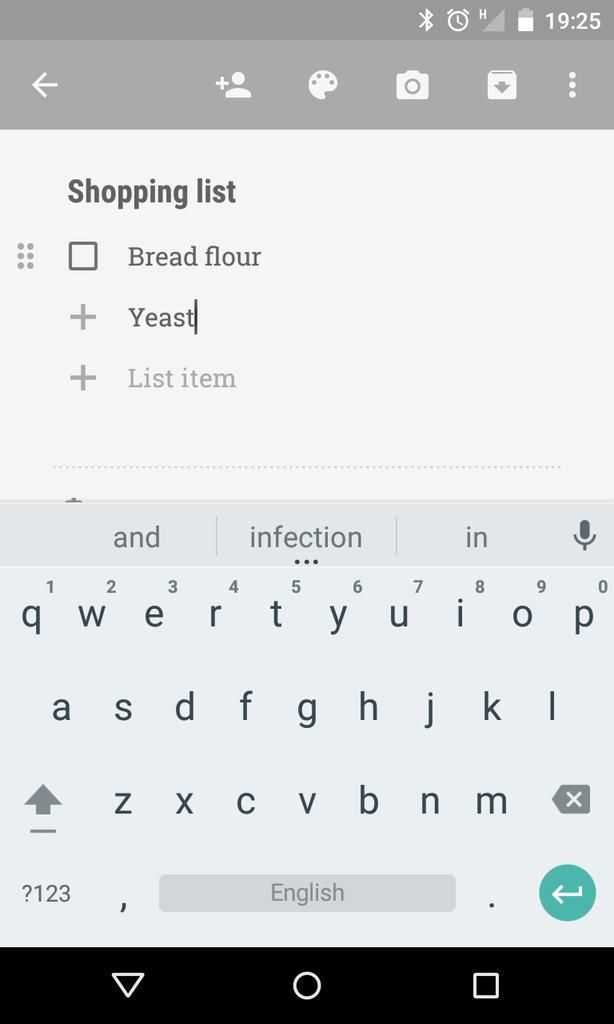 H 19:25
Shopping list
Bread flour
Yeast
List item
and infection in
1 2 3 4 5 6 7 8 9 0
q w e r t y u i o p
a s d f g h j k l
z x c v b n m
?123 , English .